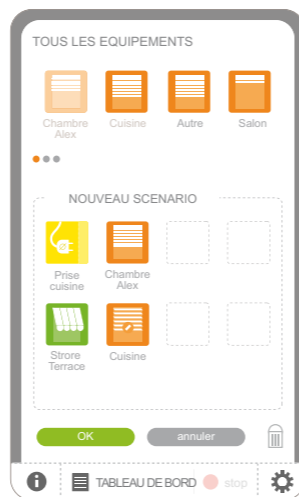 TOUS LES EQUIPEMENTS
Chambre
Alex
Cuisine
Autre
Salon
NOUVEAU SCENARIO
Prise
cuisine
Chambre
Alex
Strore
Terrace
Cuisine
OK
annuler
TABLEAU DE BORD
stop